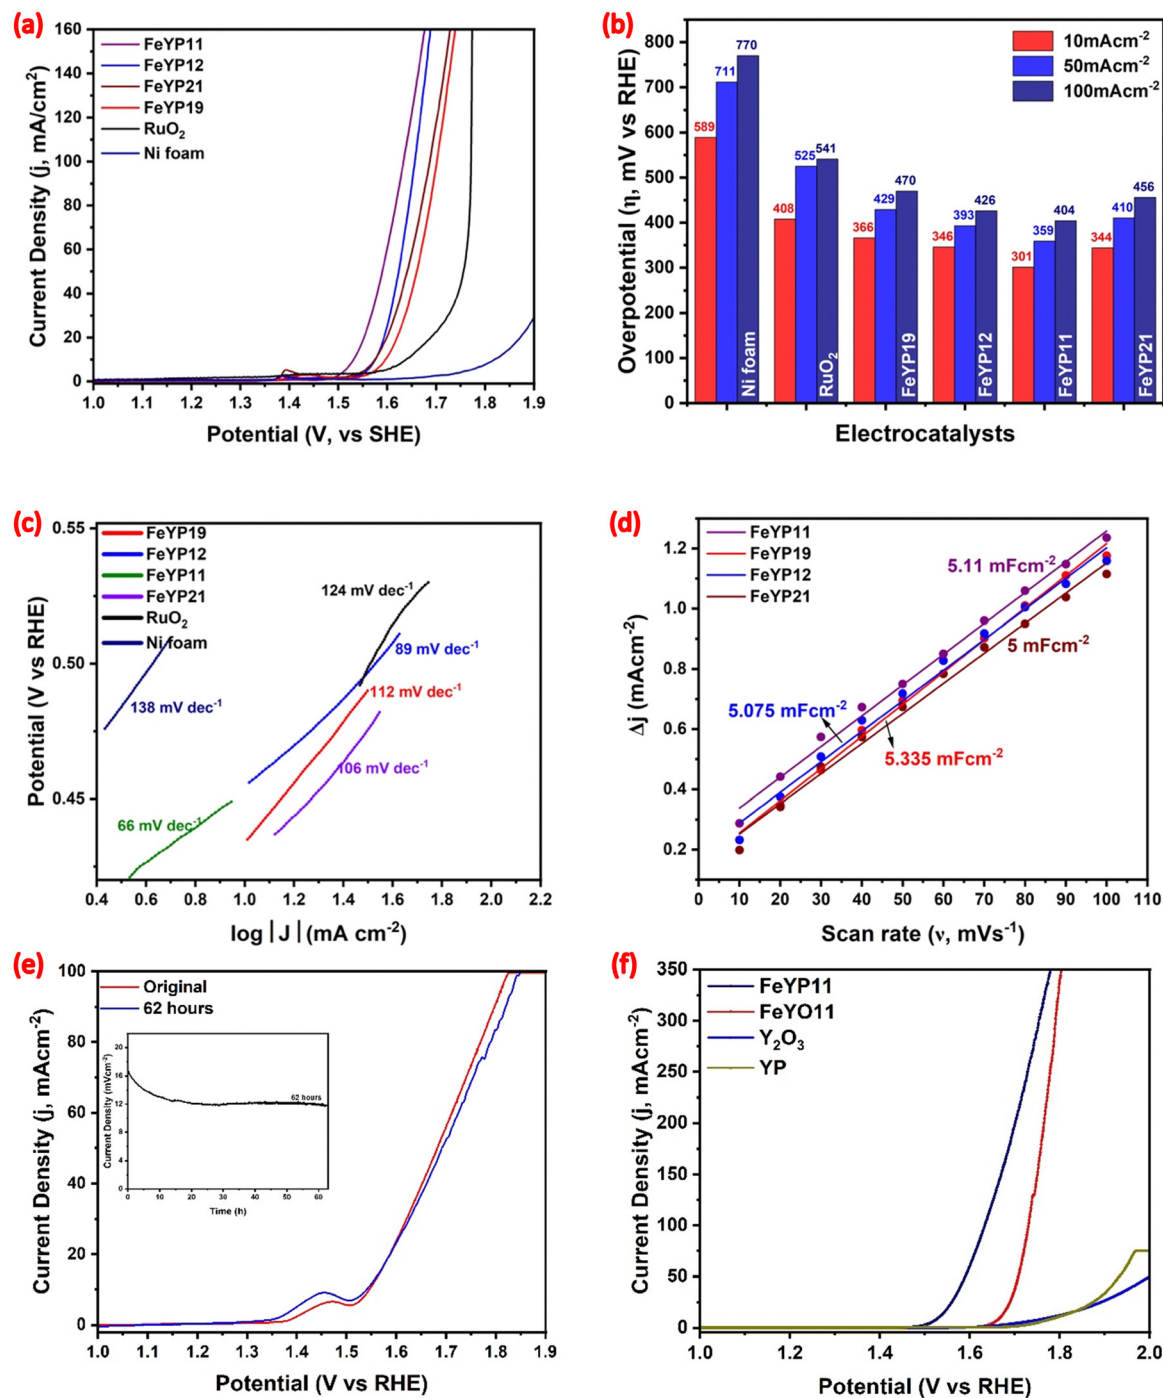 (a)
160
140
120
100
80
60
40
20
0
FeYP11
FeYP12
FeYP21
FeYP19
RuO₂
Ni foam
Current Density (j, mA/cm²)
1.0 1.1 1.2 1.3 1.4 1.5 1.6 1.7 1.8 1.9
Potential (V, vs SHE)
(b)
800
700
600
500
400
300
200
100
0
10mAcm⁻²
50mAcm⁻²
100mAcm⁻²
589 711 770
408 525 541
366 429 470
346 393 426
301 359 404
344 410 456
Ni foam
RuO₂
FeYP19
FeYP12
FeYP11
FeYP21
Overpotential (η, mV vs RHE)
Electrocatalysts
(c)
0.55
0.50
0.45
FeYP19
FeYP12
FeYP11
FeYP21
RuO₂
Ni foam
124 mV dec⁻¹
89 mV dec⁻¹
112 mV dec⁻¹
138 mV dec⁻¹
106 mV dec⁻¹
66 mV dec⁻¹
Potential (V vs RHE)
0.4 0.6 0.8 1.0 1.2 1.4 1.6 1.8 2.0 2.2
log |J| (mA cm⁻²)
(d)
1.2
1.0
0.8
0.6
0.4
0.2
FeYP11
FeYP19
FeYP12
FeYP21
5.11 mFcm⁻²
5 mFcm⁻²
5.075 mFcm⁻²
5.335 mFcm⁻²
Δj (mAcm⁻²)
0 10 20 30 40 50 60 70 80 90 100 110
Scan rate (ν, mVs⁻¹)
(e)
100
80
60
40
20
0
Original
62 hours
20
16
12
8
4
0
62 hours
Current Density (mVcm⁻²)
0 10 20 30 40 50 60
Time (h)
Current Density (j, mAcm⁻²)
1.0 1.1 1.2 1.3 1.4 1.5 1.6 1.7 1.8 1.9
Potential (V vs RHE)
(f)
350
300
250
200
150
100
50
0
FeYP11
FeYO11
Y₂O₃
YP
Current Density (j, mAcm⁻²)
1.0 1.2 1.4 1.6 1.8 2.0
Potential (V vs RHE)